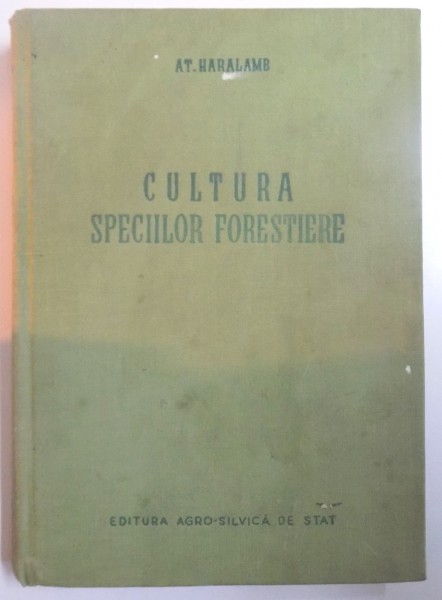 AT. HARALAMB
CULTURA
SPECIILOR FORESTIERE
EDITURA AGRO-SILVICĂ DE STAT